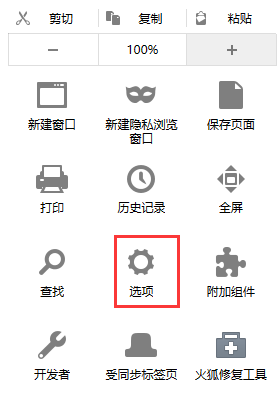 剪切 复制 粘贴
− 100% +
新建窗口 新建隐私浏览 保存页面
窗口
打印 历史记录 全屏
查找 选项 附加组件
开发者 受同步标签页 火狐修复工具